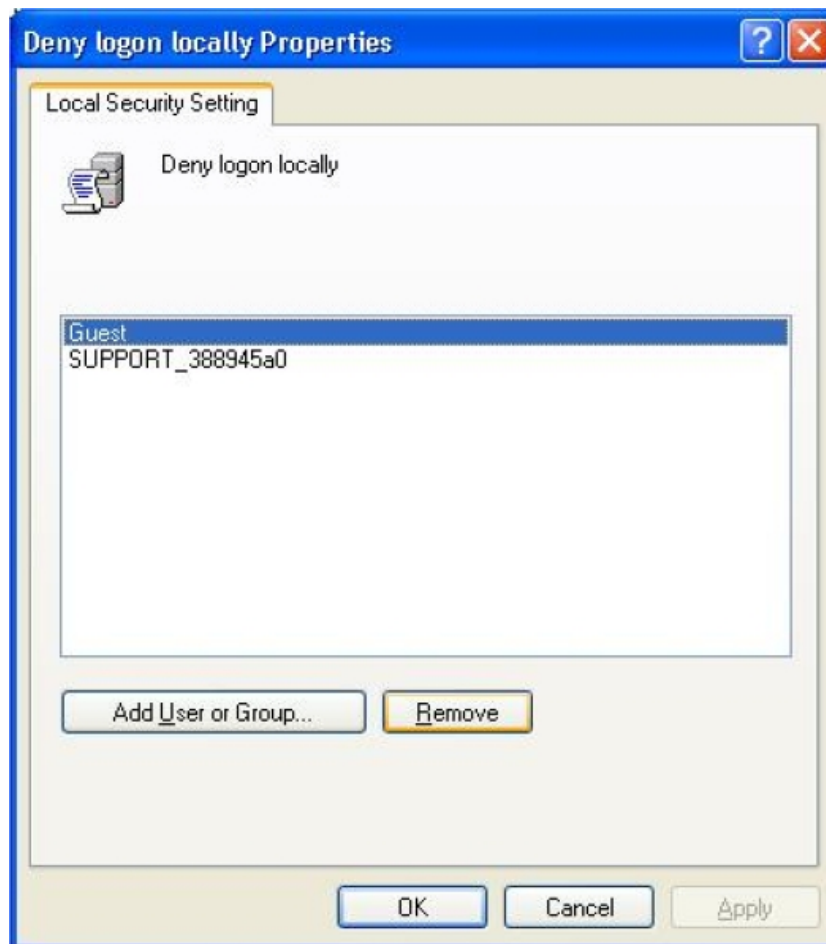 Deny logon locally Properties
Local Security Setting
Deny logon locally
Guest
SUPPORT_388945a0
Add User or Group...
Remove
OK
Cancel
Apply